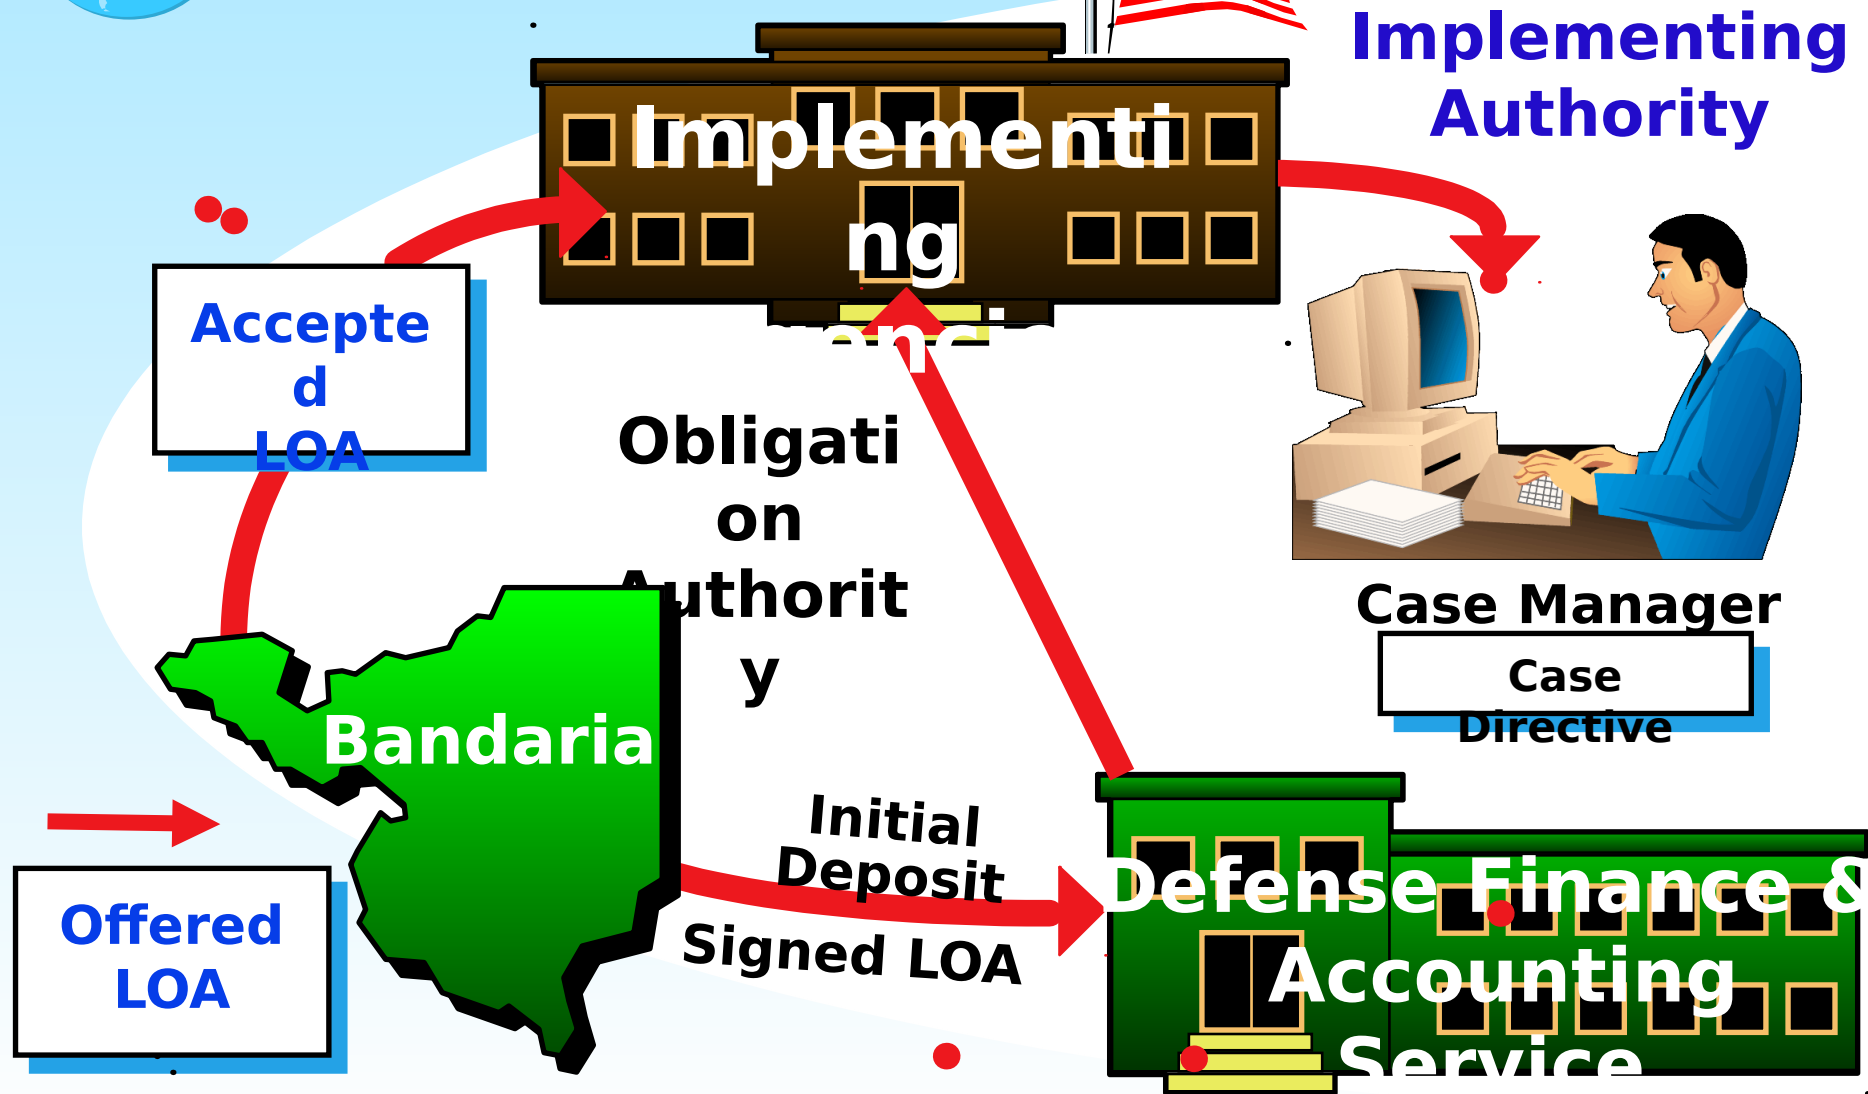 Implementing
Authority
Implementi
ng
Accepte
d
LOA
Obligati
on
Authorit
y
Case Manager
Case
Directive
Bandaria
Initial
Deposit
Signed LOA
Offered
LOA
Defense Finance &
Accounting
Service